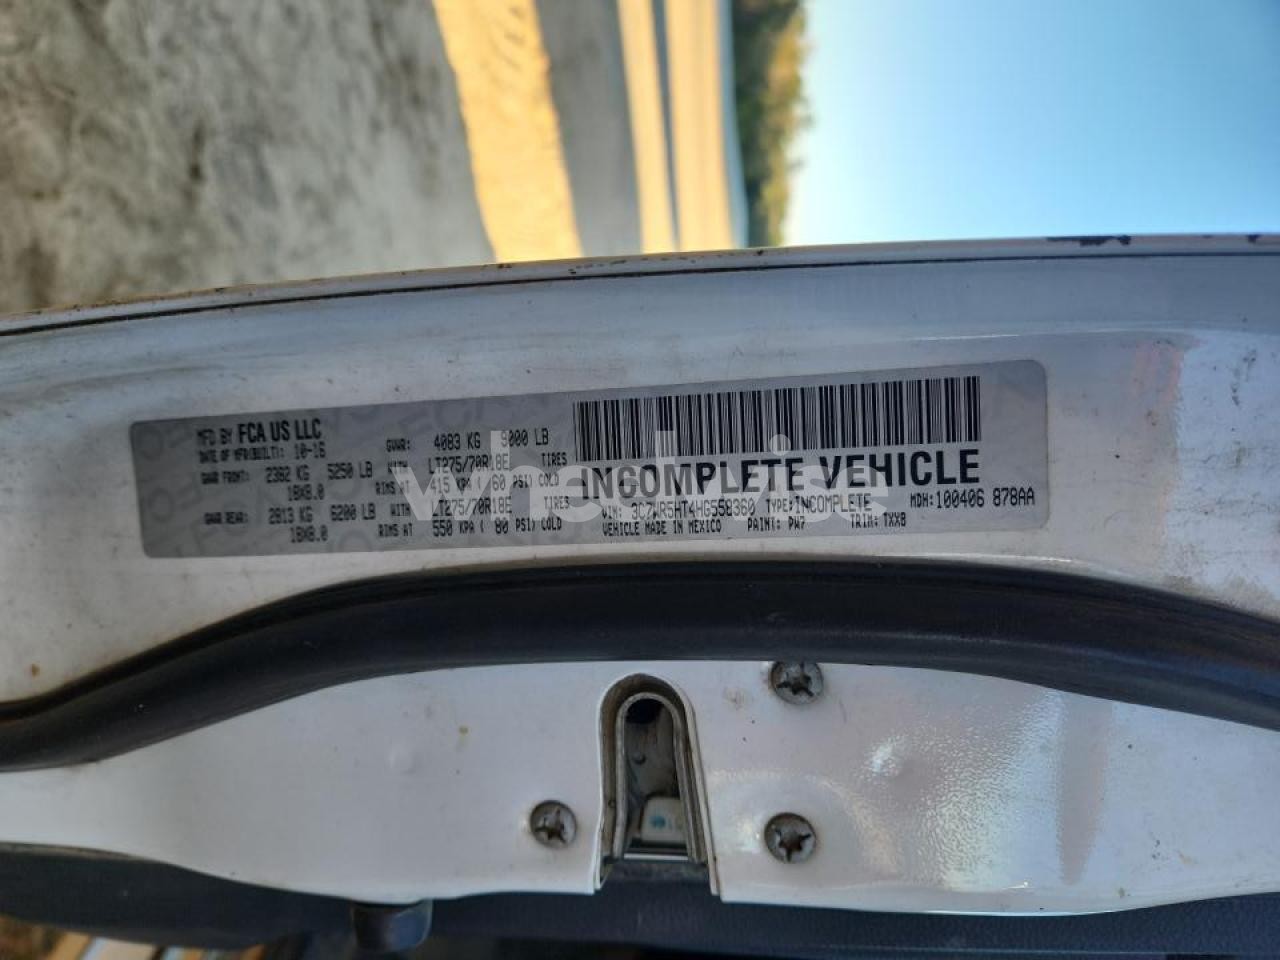 MFD BY FCA US LLC
DATE OF MFR(BUILT): 10-16 GVWR: 4083 KG 9000 LB
GAWR FRONT: 2382 KG 5250 LB WITH LT275/70R18E TIRES
18X8.0 RIMS AT 415 KPA ( 60 PSI) COLD
GAWR REAR: 2813 KG 6200 LB WITH LT275/70R18E TIRES
18X8.0 RIMS AT 550 KPA ( 80 PSI) COLD
INCOMPLETE VEHICLE
VIN: TYPE: INCOMPLETE MDH: 100406 878AA
VEHICLE MADE IN MEXICO PAINT: PW7 TRIM: TXX8
wheelwise